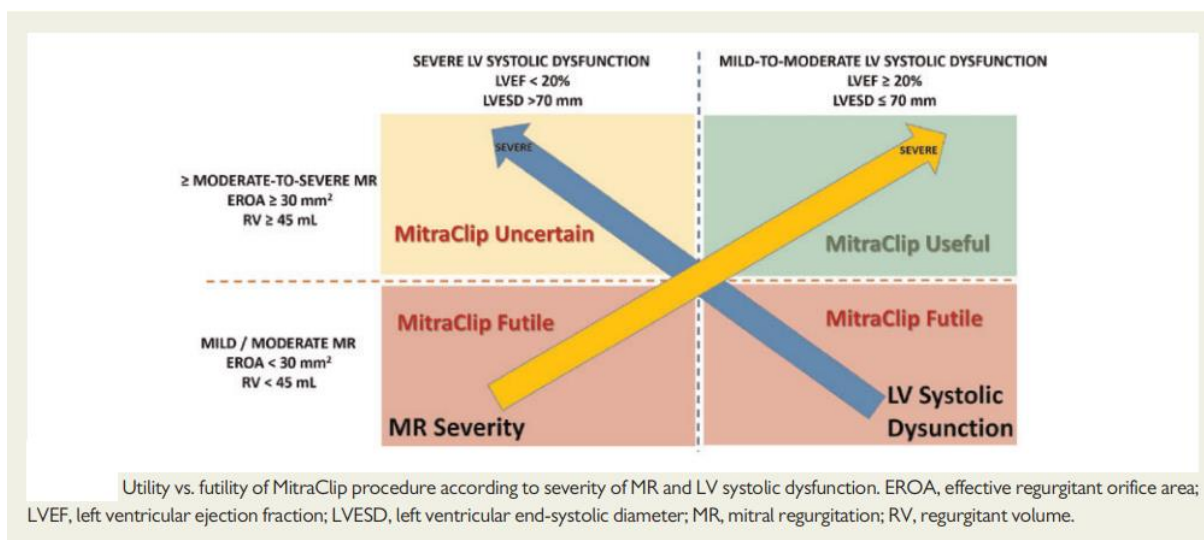 SEVERE LV SYSTOLIC DYSFUNCTION
LVEF < 20%
LVESD >70 mm
MILD-TO-MODERATE LV SYSTOLIC DYSFUNCTION
LVEF ≥ 20%
LVESD ≤ 70 mm
SEVERE
SEVERE
≥ MODERATE-TO-SEVERE MR
EROA ≥ 30 mm²
RV ≥ 45 mL
MitraClip Uncertain
MitraClip Useful
MILD / MODERATE MR
EROA < 30 mm²
RV < 45 mL
MitraClip Futile
MitraClip Futile
MR Severity
LV Systolic
Dysunction
Utility vs. futility of MitraClip procedure according to severity of MR and LV systolic dysfunction. EROA, effective regurgitant orifice area;
LVEF, left ventricular ejection fraction; LVESD, left ventricular end-systolic diameter; MR, mitral regurgitation; RV, regurgitant volume.